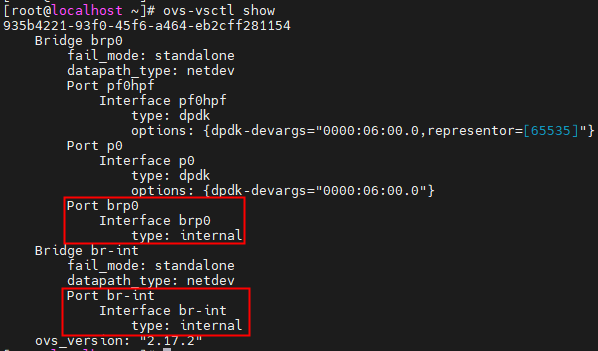 [root@localhost ~]# ovs-vsctl show
935b4221-93f0-45f6-a464-eb2cff281154
    Bridge brp0
        fail_mode: standalone
        datapath_type: netdev
        Port pf0hpf
            Interface pf0hpf
                type: dpdk
                options: {dpdk-devargs="0000:06:00.0,representor=[65535]"}
        Port p0
            Interface p0
                type: dpdk
                options: {dpdk-devargs="0000:06:00.0"}
        Port brp0
            Interface brp0
                type: internal
    Bridge br-int
        fail_mode: standalone
        datapath_type: netdev
        Port br-int
            Interface br-int
                type: internal
    ovs_version: "2.17.2"
[root@localhost ~]#